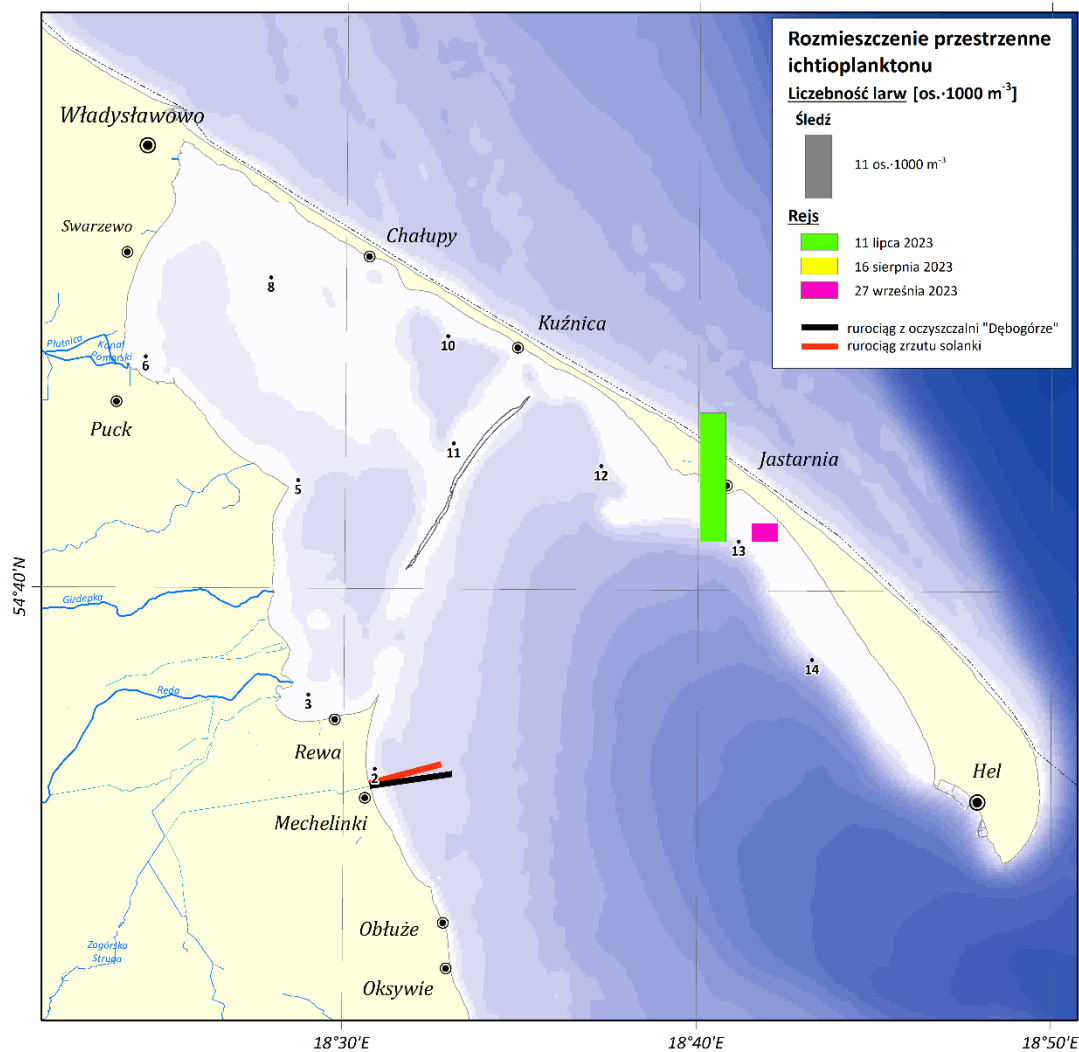 Rozmieszczenie przestrzenne
ichtioplanktonu
Liczebność larw [os.·1000 m⁻³]
Śledź
11 os.·1000 m⁻³
Rejs
11 lipca 2023
16 sierpnia 2023
27 września 2023
rurociąg z oczyszczalni "Dębogórze"
rurociąg zrzutu solanki
Władysławowo
Swarzewo
Chałupy
8
Kuźnica
10
Płutnica
Kanał
Pomorski
6
Puck
11
Jastarnia
12
5
13
54°40'N
Gizdepka
14
Reda
3
Rewa
2
Hel
Mechelinki
Obłuże
Zagórska
Struga
Oksywie
18°30'E
18°40'E
18°50'E